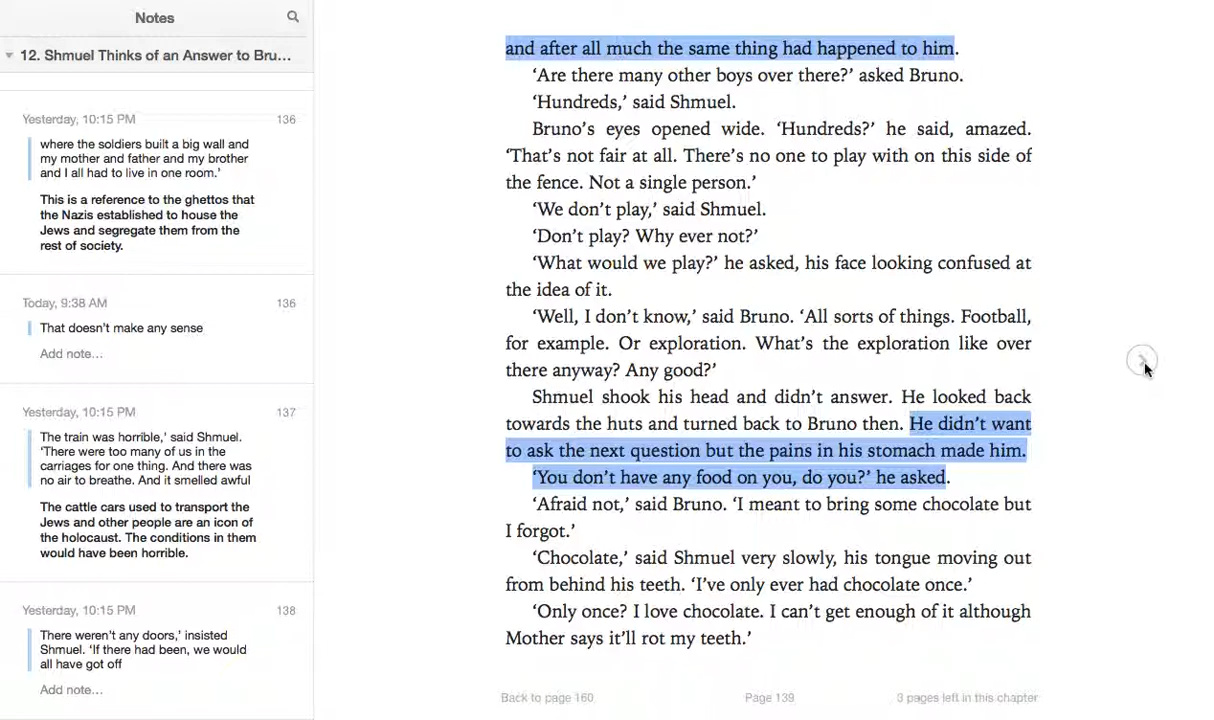 Notes
12. Shmuel Thinks of an Answer to Bru…
Yesterday, 10:15 PM 136
where the soldiers built a big wall and
my mother and father and my brother
and I all had to live in one room.’
This is a reference to the ghettos that
the Nazis established to house the
Jews and segregate them from the
rest of society.
Today, 9:38 AM 136
That doesn’t make any sense
Add note…
Yesterday, 10:15 PM 137
The train was horrible,’ said Shmuel.
‘There were too many of us in the
carriages for one thing. And there was
no air to breathe. And it smelled awful
The cattle cars used to transport the
Jews and other people are an icon of
the holocaust. The conditions in them
would have been horrible.
Yesterday, 10:15 PM 138
There weren’t any doors,’ insisted
Shmuel. ‘If there had been, we would
all have got off
Add note…
and after all much the same thing had happened to him.
‘Are there many other boys over there?’ asked Bruno.
‘Hundreds,’ said Shmuel.
Bruno’s eyes opened wide. ‘Hundreds?’ he said, amazed.
‘That’s not fair at all. There’s no one to play with on this side of
the fence. Not a single person.’
‘We don’t play,’ said Shmuel.
‘Don’t play? Why ever not?’
‘What would we play?’ he asked, his face looking confused at
the idea of it.
‘Well, I don’t know,’ said Bruno. ‘All sorts of things. Football,
for example. Or exploration. What’s the exploration like over
there anyway? Any good?’
Shmuel shook his head and didn’t answer. He looked back
towards the huts and turned back to Bruno then. He didn’t want
to ask the next question but the pains in his stomach made him.
‘You don’t have any food on you, do you?’ he asked.
‘Afraid not,’ said Bruno. ‘I meant to bring some chocolate but
I forgot.’
‘Chocolate,’ said Shmuel very slowly, his tongue moving out
from behind his teeth. ‘I’ve only ever had chocolate once.’
‘Only once? I love chocolate. I can’t get enough of it although
Mother says it’ll rot my teeth.’
Back to page 160 Page 139 3 pages left in this chapter